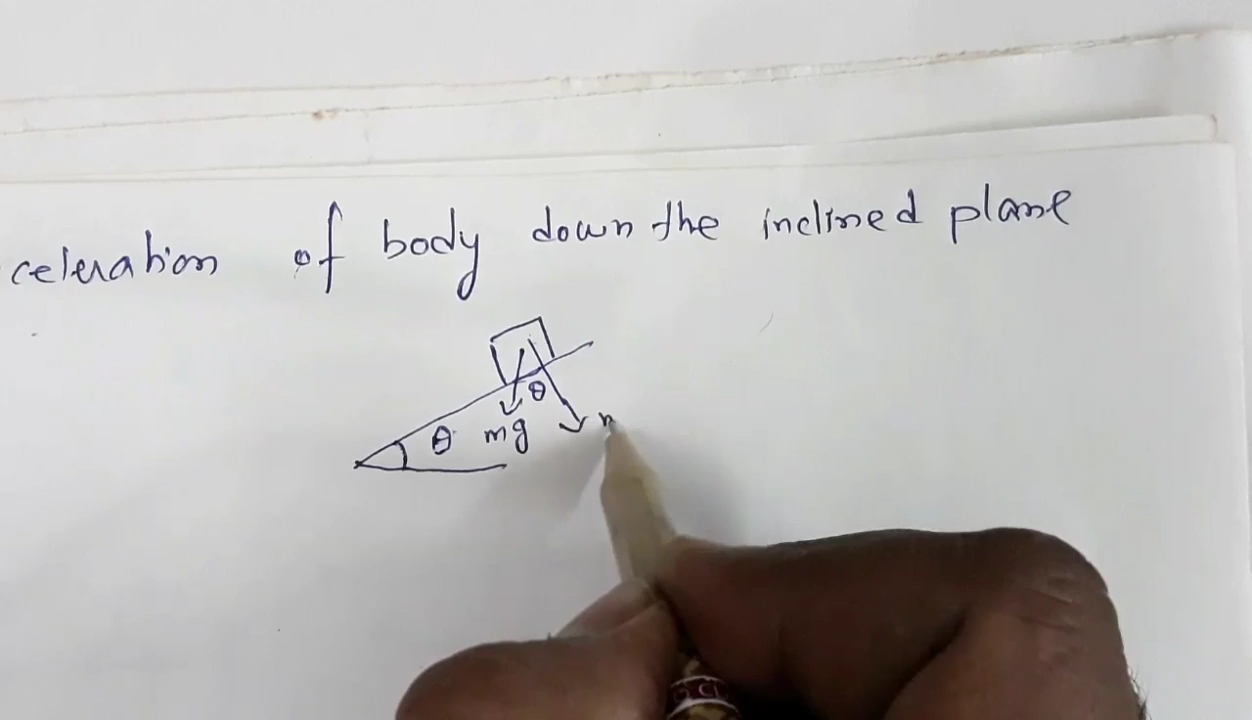 celeration of body down the inclined plane
θ
θ mg